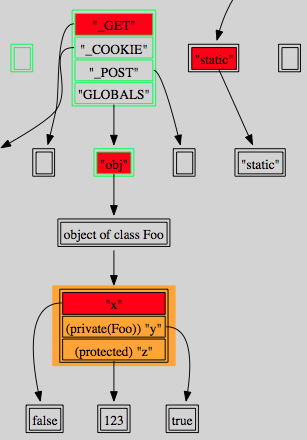 "_GET"
"_COOKIE"
"_POST"
"GLOBALS"
"static"
"obj"
"static"
object of class Foo
"x"
(private(Foo)) "y"
(protected) "z"
false
123
true